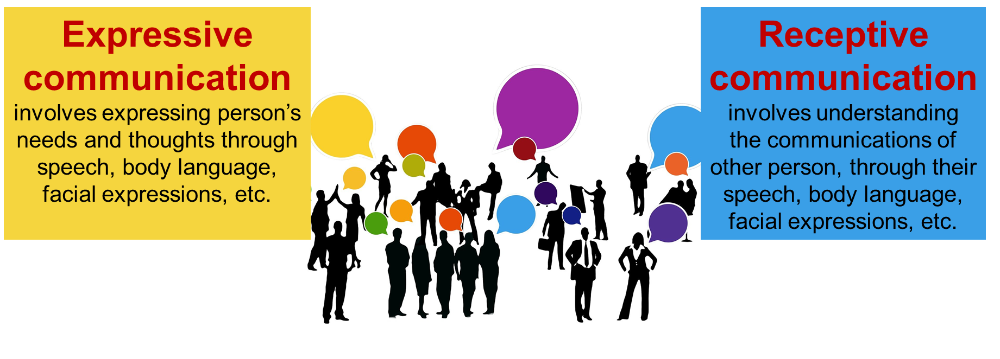 Expressive
communication
involves expressing person’s
needs and thoughts through
speech, body language,
facial expressions, etc.
Receptive
communication
involves understanding
the communications of
other person, through their
speech, body language,
facial expressions, etc.